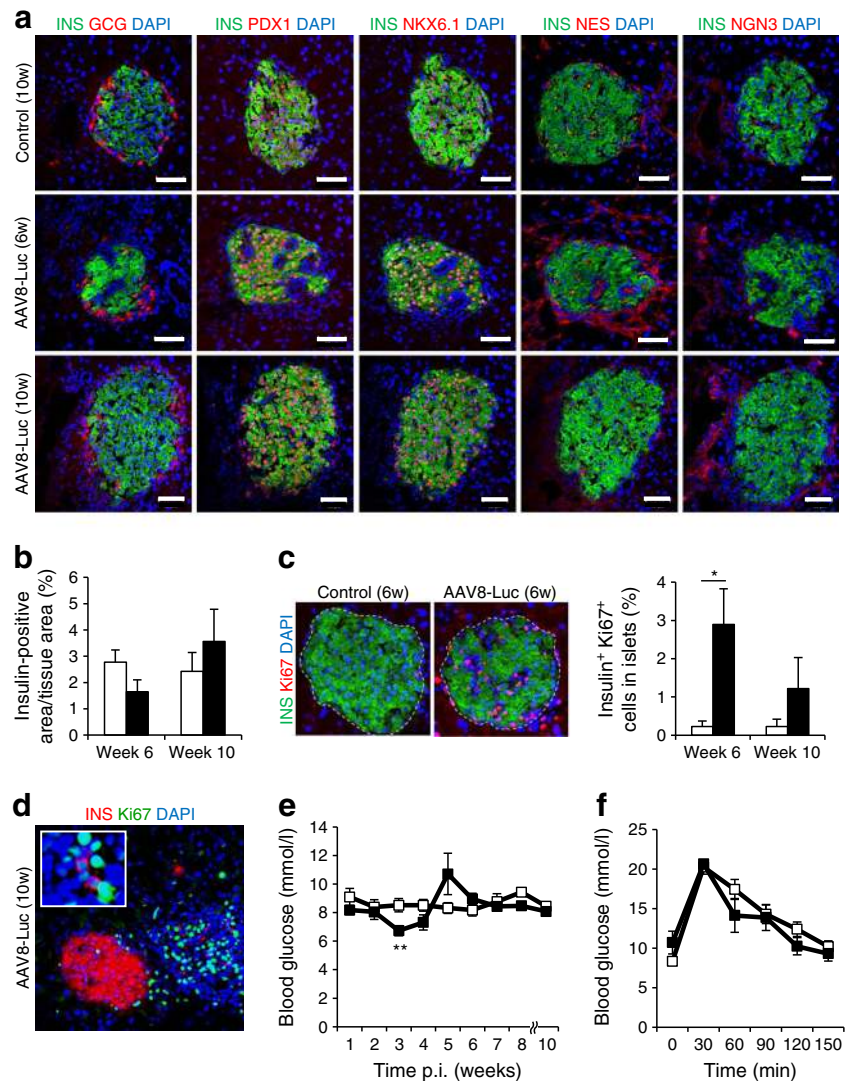 a
INS GCG DAPI
INS PDX1 DAPI
INS NKX6.1 DAPI
INS NES DAPI
INS NGN3 DAPI
Control (10w)
AAV8-Luc (6w)
AAV8-Luc (10w)
b
Insulin-positive
area/tissue area (%)
6
5
4
3
2
1
0
Week 6
Week 10
c
Control (6w)
AAV8-Luc (6w)
INS Ki67 DAPI
Insulin+ Ki67+
cells in islets (%)
4
3
2
1
0
*
Week 6
Week 10
d
INS Ki67 DAPI
AAV8-Luc (10w)
e
Blood glucose (mmol/l)
14
12
10
8
6
4
2
0
**
1 2 3 4 5 6 7 8 10
Time p.i. (weeks)
f
Blood glucose (mmol/l)
25
20
15
10
5
0
0 30 60 90 120 150
Time (min)